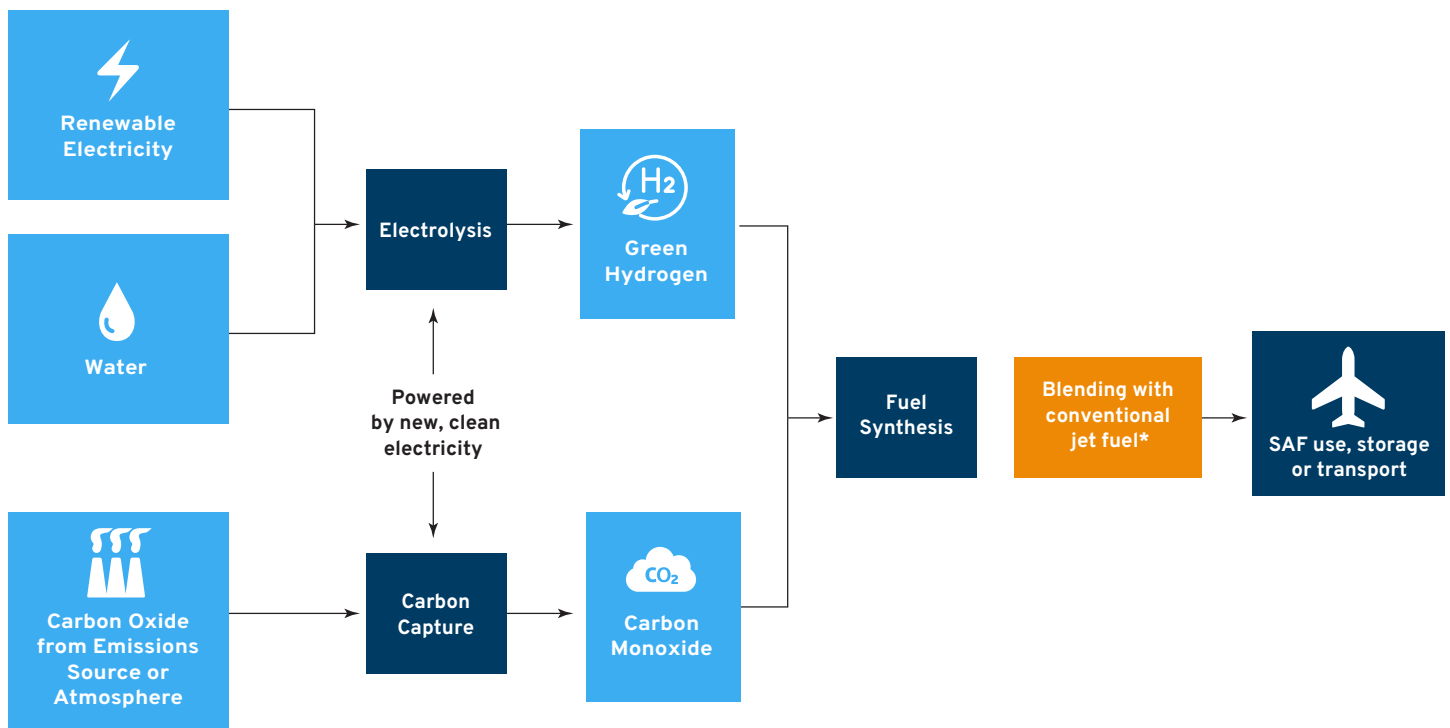 Renewable
Electricity
Water
Electrolysis
H2
Green
Hydrogen
Powered
by new, clean
electricity
Carbon Oxide
from Emissions
Source or
Atmosphere
Carbon
Capture
CO₂
Carbon
Monoxide
Fuel
Synthesis
Blending with
conventional
jet fuel*
SAF use, storage
or transport